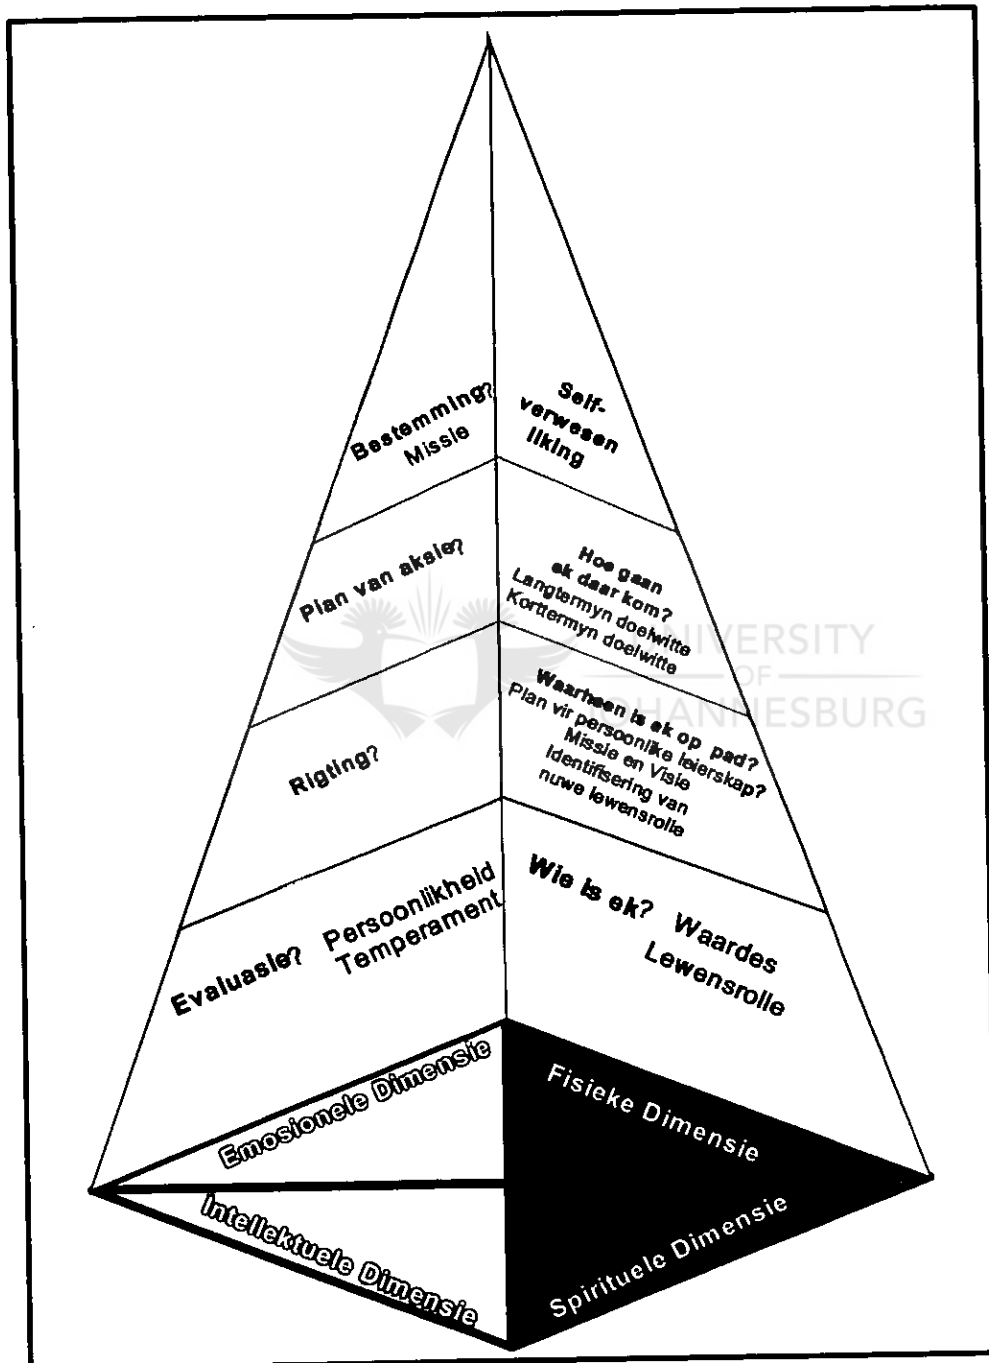 Bestemming?
Missie
Self-
verwesen
liking
Plan van aksie?
Hoe gaan
ek daar kom?
Langtermyn doelwitte
Korttermyn doelwitte
UNIVERSITY
OF
JOHANNESBURG
Rigting?
Waarheen is ek op pad?
Plan vir persoonlike leierskap?
Missie en Visie
Identifisering van
nuwe lewensrolle
Evaluasie? Persoonlikheid
Temperament
Wie is ek? Waardes
Lewensrolle
Emosionele Dimensie
Fisieke Dimensie
Intellektuele Dimensie
Spirituele Dimensie